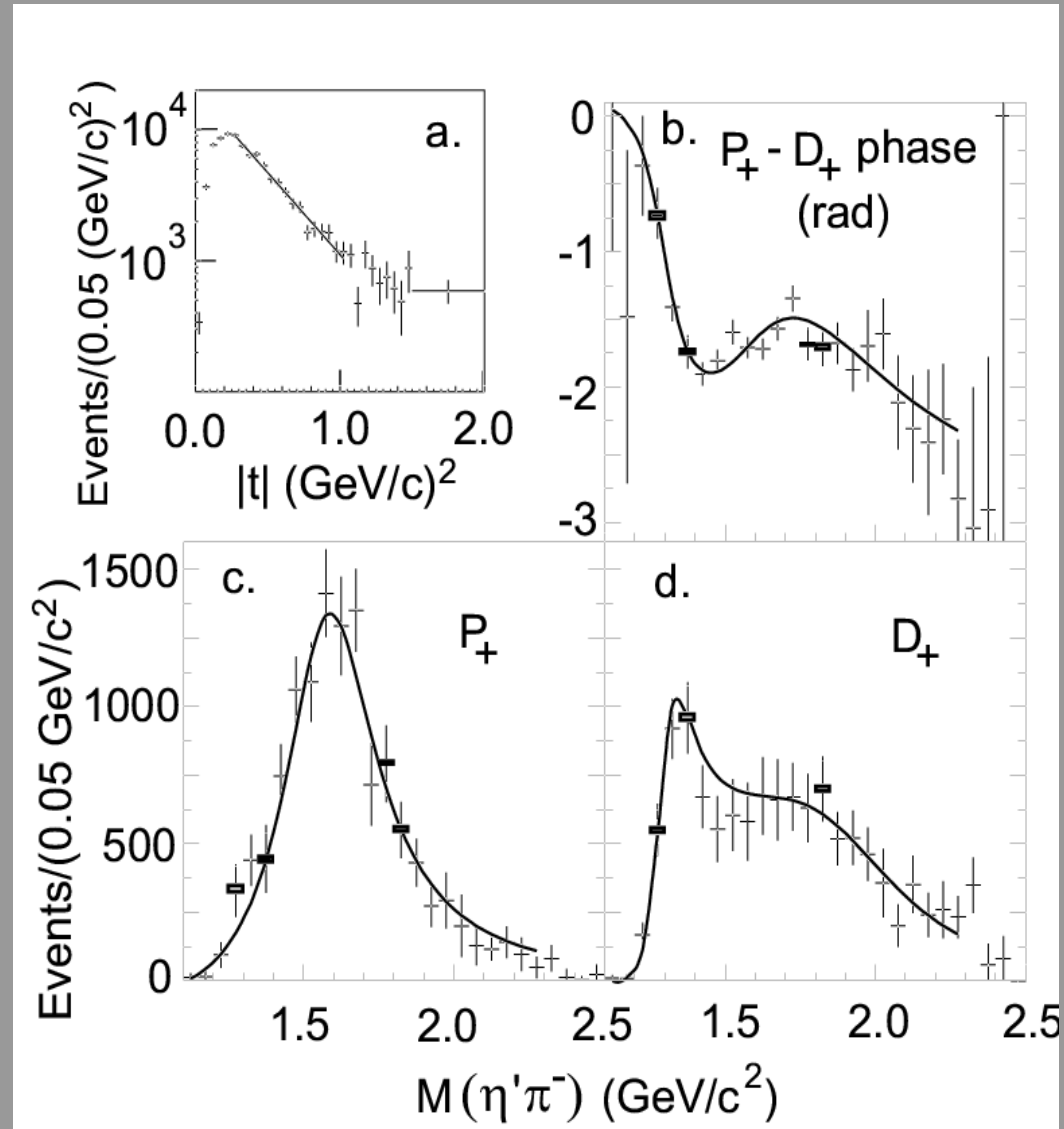 a.
Events/(0.05 (GeV/c)²)
10⁴
10³
0.0 1.0 2.0
|t| (GeV/c)²
b. P₊ - D₊ phase
(rad)
0
-1
-2
-3
c.
P₊
Events/(0.05 GeV/c²)
1500
1000
500
0
d.
D₊
1.5 2.0 2.5 1.5 2.0 2.5
M(η'π⁻) (GeV/c²)